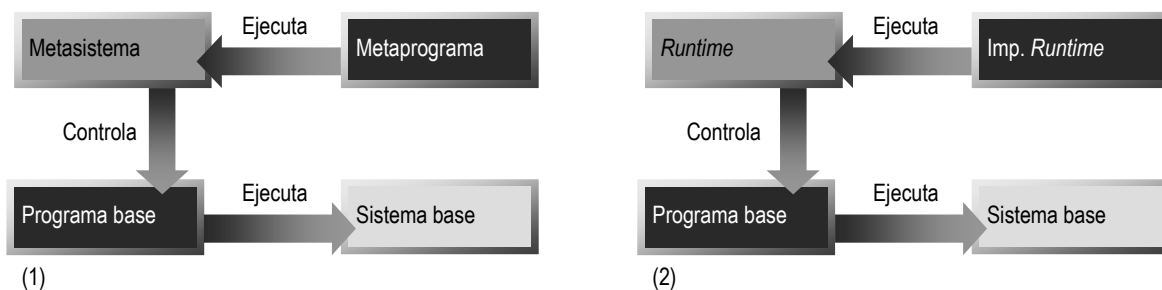 Ejecuta
Metasistema
Metaprograma
Controla
Ejecuta
Programa base
Sistema base
(1)
Ejecuta
Runtime
Imp. Runtime
Controla
Ejecuta
Programa base
Sistema base
(2)